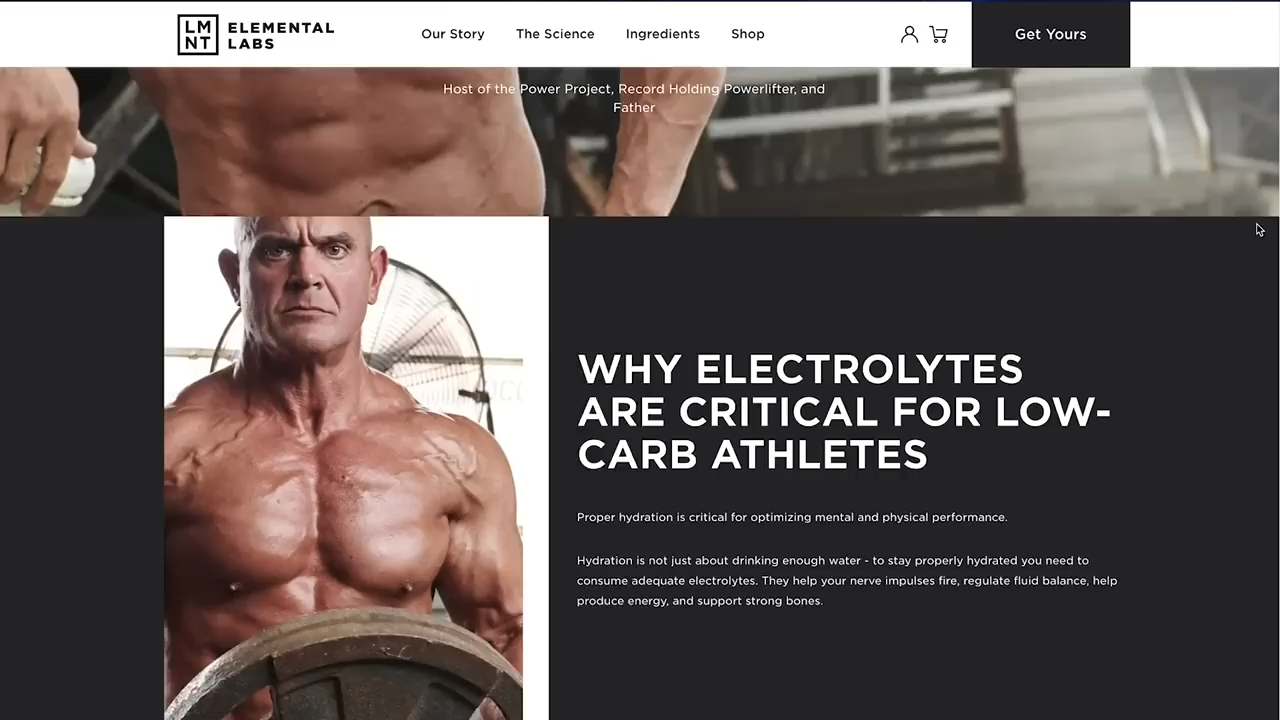 LM
NT
ELEMENTAL
LABS
Our Story
The Science
Ingredients
Shop
Get Yours
Host of the Power Project, Record Holding Powerlifter, and
Father
WHY ELECTROLYTES
ARE CRITICAL FOR LOW-
CARB ATHLETES
Proper hydration is critical for optimizing mental and physical performance.
Hydration is not just about drinking enough water - to stay properly hydrated you need to
consume adequate electrolytes. They help your nerve impulses fire, regulate fluid balance, help
produce energy, and support strong bones.